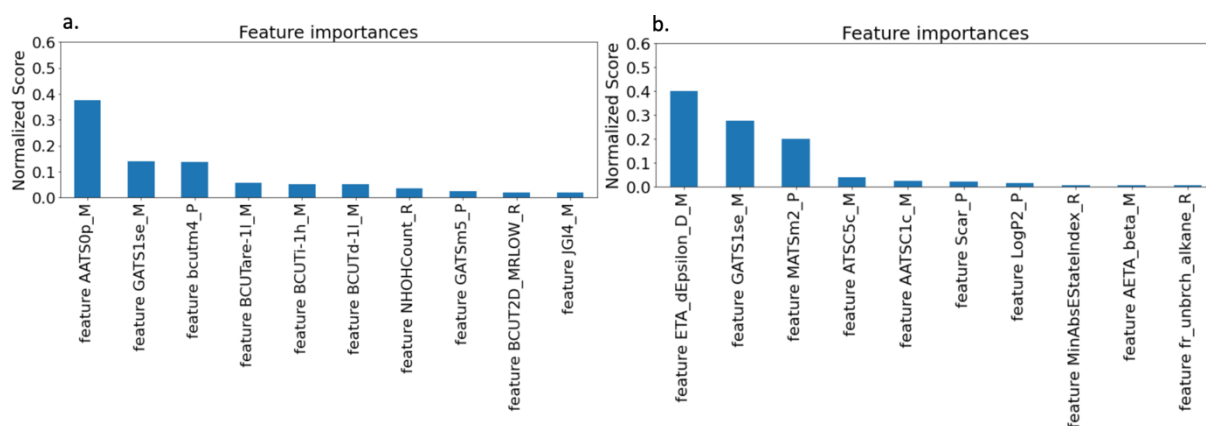 a.
Feature importances
Normalized Score
0.6
0.5
0.4
0.3
0.2
0.1
0.0
feature AATS0p_M
feature GATS1se_M
feature bcutm4_P
feature BCUTare-1l_M
feature BCUTi-1h_M
feature BCUTd-1l_M
feature NHOHCount_R
feature GATSm5_P
feature BCUT2D_MRLOW_R
feature JGI4_M
b.
Feature importances
Normalized Score
0.6
0.5
0.4
0.3
0.2
0.1
0.0
feature ETA_dEpsilon_D_M
feature GATS1se_M
feature MATSm2_P
feature ATSC5c_M
feature AATSC1c_M
feature Scar_P
feature LogP2_P
feature MinAbsEStateIndex_R
feature AETA_beta_M
feature fr_unbrch_alkane_R